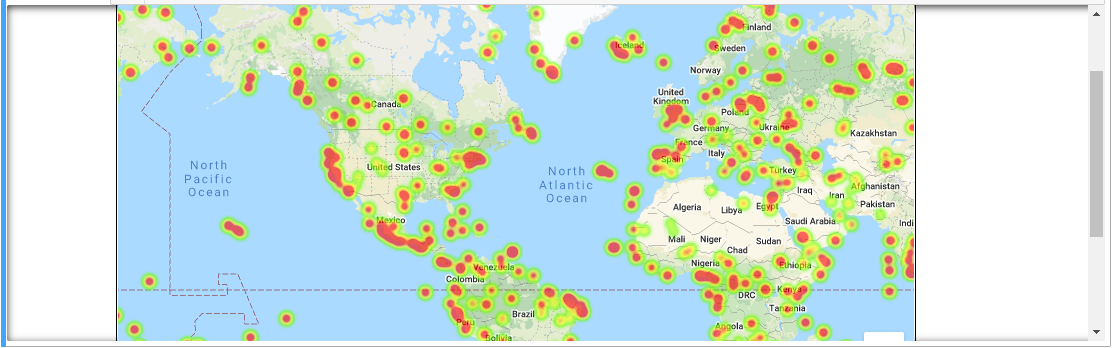 Finland
Iceland
Sweden
Norway
United
Kingdom
Canada
Poland
Germany
Ukraine
Kazakhstan
France
Italy
Spain
Turkey
United States
North
Pacific
Ocean
North
Atlantic
Ocean
Iraq
Iran
Afghanistan
Pakistan
Algeria
Libya
Egypt
Saudi Arabia
Indi
Mexico
Mali
Niger
Chad
Sudan
Nigeria
Ethiopia
Venezuela
Colombia
DRC
Kenya
Tanzania
Brazil
Peru
Angola
Bolivia